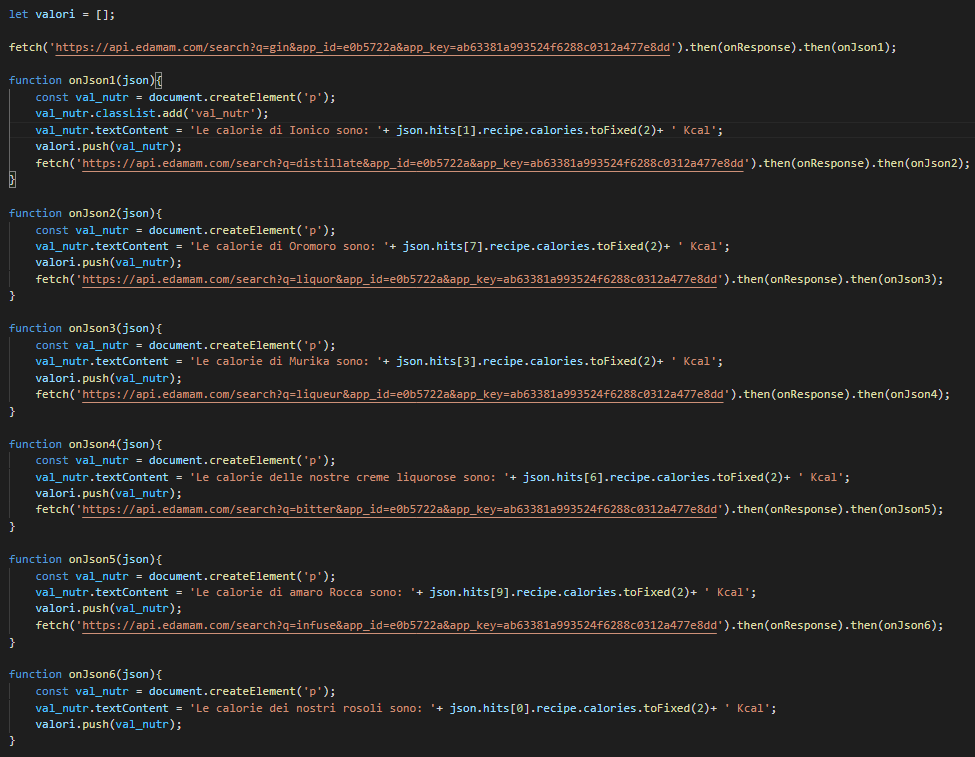 let valori = [];
fetch('https://api.edamam.com/search?q=gin&app_id=e0b5722a&app_key=ab63381a993524f6288c0312a477e8dd').then(onResponse).then(onJson1);
function onJson1(json){
const val_nutr = document.createElement('p');
val_nutr.classList.add('val_nutr');
val_nutr.textContent = 'Le calorie di Ionico sono: '+ json.hits[1].recipe.calories.toFixed(2)+ ' Kcal';
valori.push(val_nutr);
fetch('https://api.edamam.com/search?q=distillate&app_id=e0b5722a&app_key=ab63381a993524f6288c0312a477e8dd').then(onResponse).then(onJson2);
}
function onJson2(json){
const val_nutr = document.createElement('p');
val_nutr.textContent = 'Le calorie di Oromoro sono: '+ json.hits[7].recipe.calories.toFixed(2)+ ' Kcal';
valori.push(val_nutr);
fetch('https://api.edamam.com/search?q=liquor&app_id=e0b5722a&app_key=ab63381a993524f6288c0312a477e8dd').then(onResponse).then(onJson3);
}
function onJson3(json){
const val_nutr = document.createElement('p');
val_nutr.textContent = 'Le calorie di Murika sono: '+ json.hits[3].recipe.calories.toFixed(2)+ ' Kcal';
valori.push(val_nutr);
fetch('https://api.edamam.com/search?q=liqueur&app_id=e0b5722a&app_key=ab63381a993524f6288c0312a477e8dd').then(onResponse).then(onJson4);
}
function onJson4(json){
const val_nutr = document.createElement('p');
val_nutr.textContent = 'Le calorie delle nostre creme liquorose sono: '+ json.hits[6].recipe.calories.toFixed(2)+ ' Kcal';
valori.push(val_nutr);
fetch('https://api.edamam.com/search?q=bitter&app_id=e0b5722a&app_key=ab63381a993524f6288c0312a477e8dd').then(onResponse).then(onJson5);
}
function onJson5(json){
const val_nutr = document.createElement('p');
val_nutr.textContent = 'Le calorie di amaro Rocca sono: '+ json.hits[9].recipe.calories.toFixed(2)+ ' Kcal';
valori.push(val_nutr);
fetch('https://api.edamam.com/search?q=infuse&app_id=e0b5722a&app_key=ab63381a993524f6288c0312a477e8dd').then(onResponse).then(onJson6);
}
function onJson6(json){
const val_nutr = document.createElement('p');
val_nutr.textContent = 'Le calorie dei nostri rosoli sono: '+ json.hits[0].recipe.calories.toFixed(2)+ ' Kcal';
valori.push(val_nutr);
}